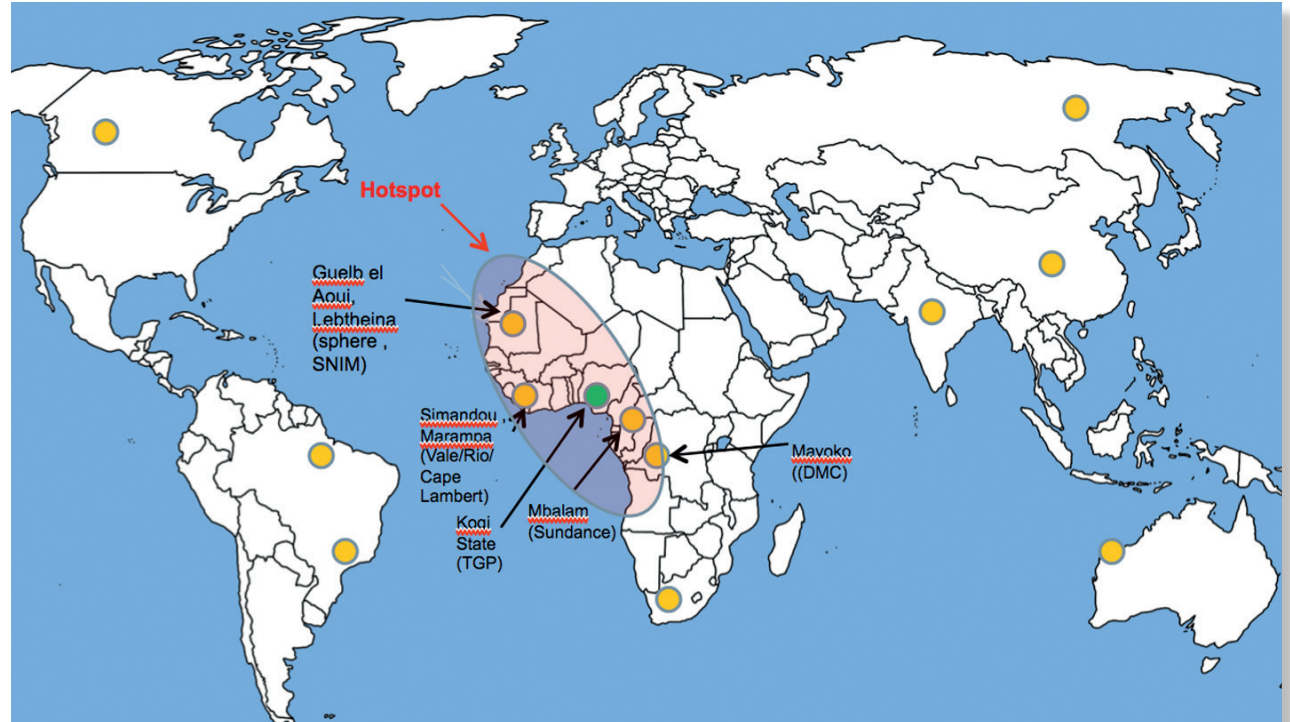 Hotspot
Guelb el
Aoui,
Lebtheina
(sphere ,
SNIM)
Simandou ,
Marampa
(Vale/Rio/
Cape
Lambert)
Kogi
State
(TGP)
Mbalam
(Sundance)
Mayoko
((DMC)